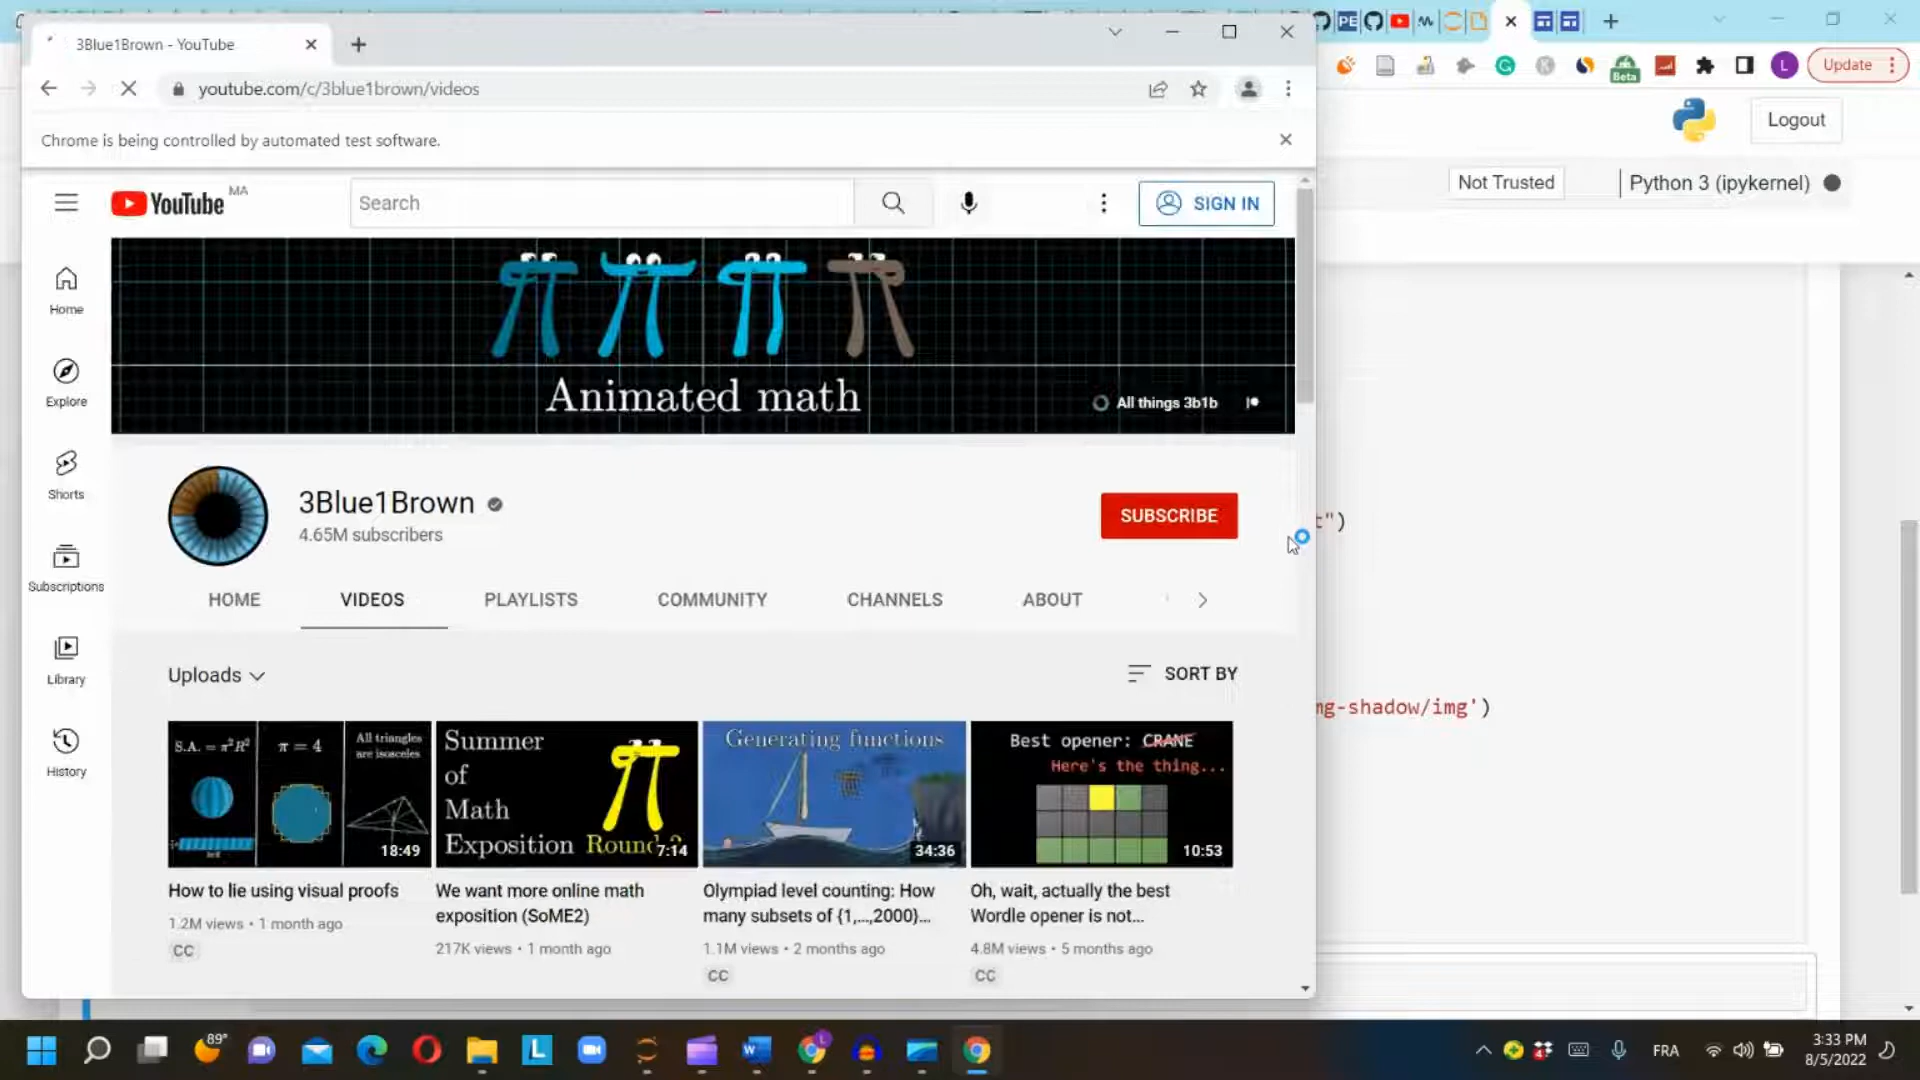 3Blue1Brown - YouTube
PE
youtube.com/c/3blue1brown/videos
L
Update
Beta
Chrome is being controlled by automated test software.
Logout
Not Trusted
Python 3 (ipykernel)
YouTube MA
Search
SIGN IN
Home
Explore
Shorts
Subscriptions
Library
History
Animated math
All things 3b1b
3Blue1Brown
4.65M subscribers
SUBSCRIBE
HOME VIDEOS PLAYLISTS COMMUNITY CHANNELS ABOUT
t")
mg-shadow/img')
Uploads
SORT BY
S.A. = π²R²
π = 4
All triangles
are isosceles
18:49
Summer
of
Math
Exposition Round
7:14
Generating functions
34:36
Best opener: CRANE
Here's the thing...
10:53
How to lie using visual proofs
1.2M views • 1 month ago
CC
We want more online math
exposition (SoME2)
217K views • 1 month ago
Olympiad level counting: How
many subsets of {1,…,2000}...
1.1M views • 2 months ago
CC
Oh, wait, actually the best
Wordle opener is not...
4.8M views • 5 months ago
CC
89°
L
FRA
3:33 PM
8/5/2022